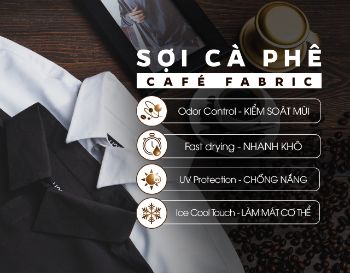 SỢI CÀ PHÊ
CAFÉ FABRIC
Odor Control - KIỂM SOÁT MÙI
Fast drying - NHANH KHÔ
UV Protection - CHỐNG NẮNG
Ice Cool Touch - LÀM MÁT CƠ THỂ